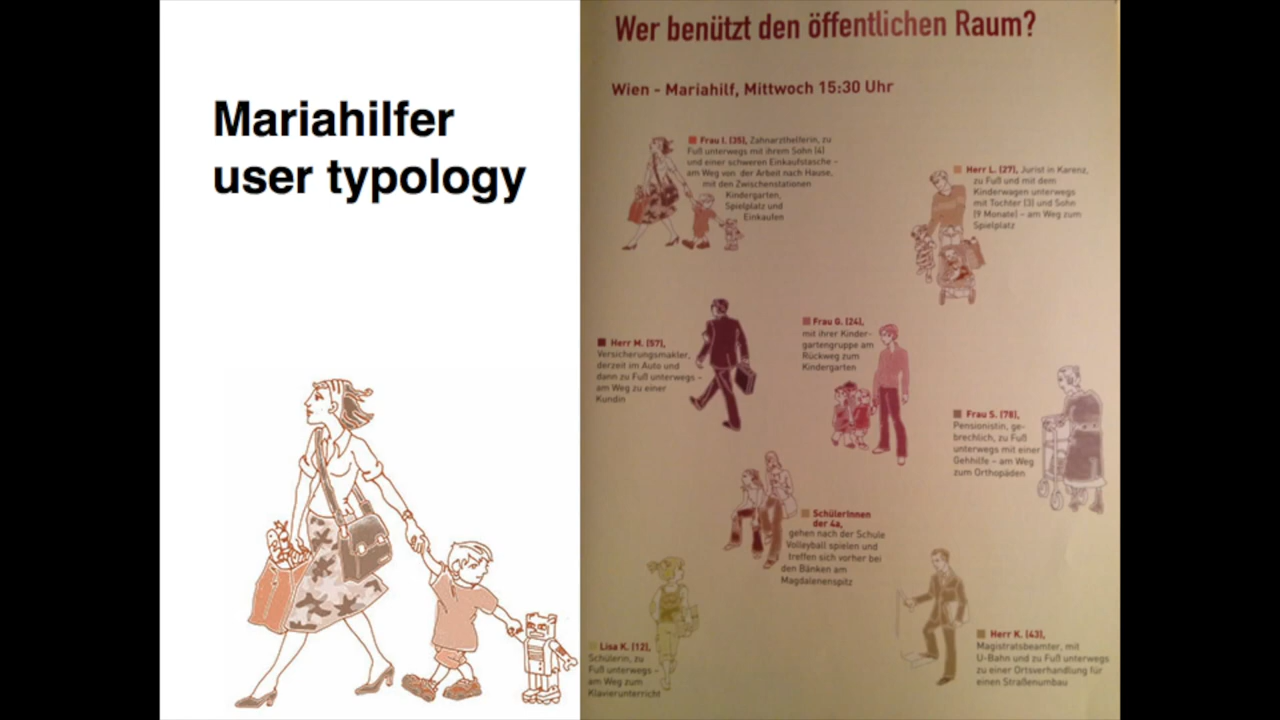 Mariahilfer
user typology
Wer benützt den öffentlichen Raum?
Wien - Mariahilf, Mittwoch 15:30 Uhr
Frau I. (35), Zahnarzthelferin, zu
Fuß unterwegs mit ihrem Sohn (4)
und einer schweren Einkaufstasche –
am Weg von der Arbeit nach Hause,
mit den Zwischenstationen
Kindergarten,
Spielplatz und
Einkaufen
Herr L. (27), Jurist in Karenz,
zu Fuß und mit dem
Kinderwagen unterwegs
mit Tochter (3) und Sohn
(9 Monate) – am Weg zum
Spielplatz
Herr M. (57),
Versicherungsmakler,
derzeit im Auto und
dann zu Fuß unterwegs –
am Weg zu einer
Kundin
Frau G. (24),
mit ihrer Kinder-
gartengruppe am
Rückweg zum
Kindergarten
Frau S. (78),
Pensionistin, ge-
brechlich, zu Fuß
unterwegs mit einer
Gehhilfe – am Weg
zum Orthopäden
SchülerInnen
der 4a,
gehen nach der Schule
Volleyball spielen und
treffen sich vorher bei
den Bänken am
Magdalenenspitz
Lisa K. (12),
Schülerin, zu
Fuß unterwegs –
am Weg zum
Klavierunterricht
Herr K. (43),
Magistratsbeamter, mit
U-Bahn und zu Fuß unterwegs
zu einer Ortsverhandlung für
einen Straßenumbau